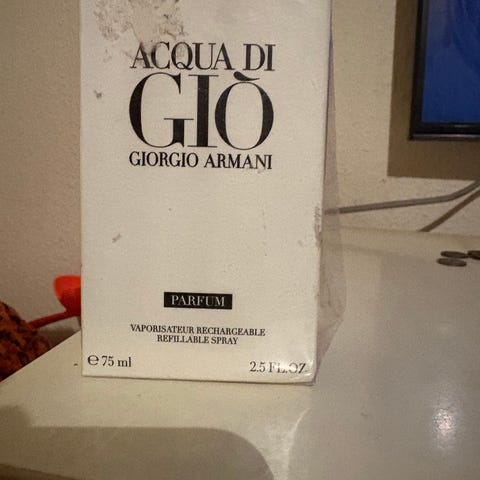 ACQUA DI
GIÒ
GIORGIO ARMANI
PARFUM
VAPORISATEUR RECHARGEABLE
REFILLABLE SPRAY
℮ 75 ml 2.5 FL.OZ